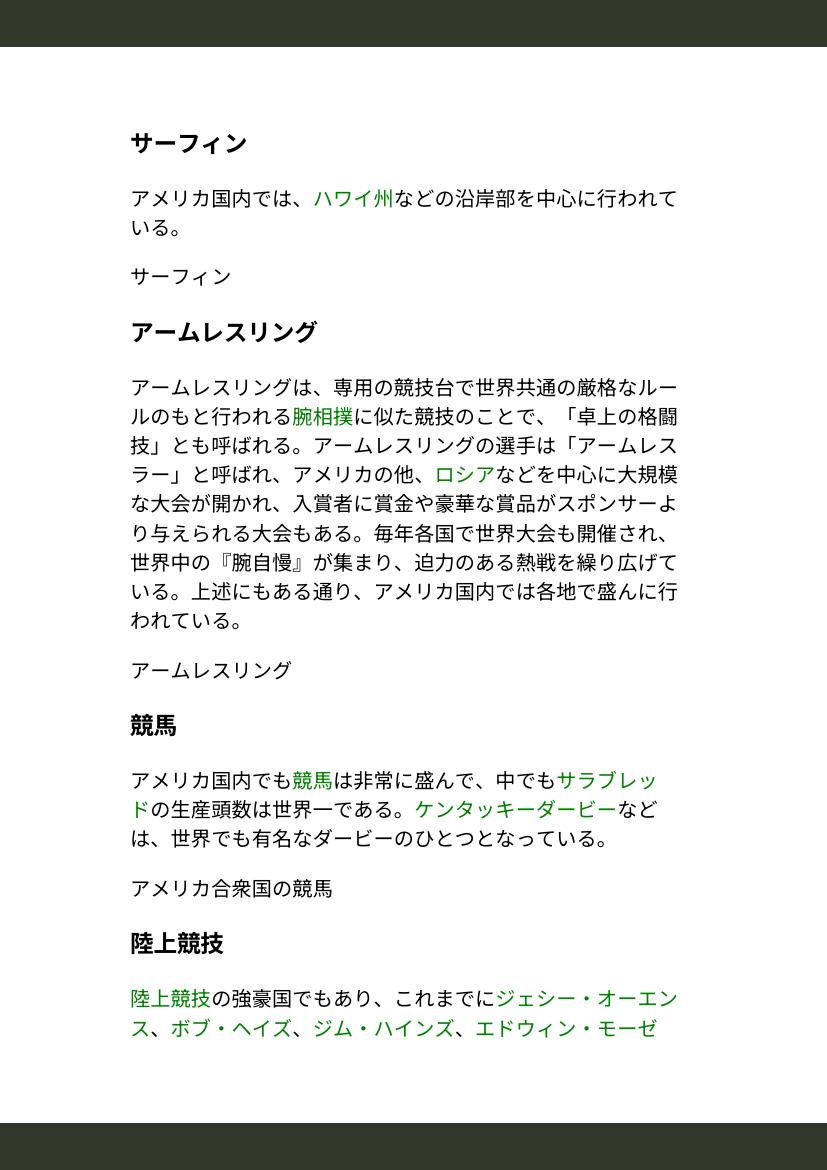 サーフィン
アメリカ国内では、ハワイ州などの沿岸部を中心に行われて
いる。
サーフィン
アームレスリング
アームレスリングは、専用の競技台で世界共通の厳格なルー
ルのもと行われる腕相撲に似た競技のことで、「卓上の格闘
技」とも呼ばれる。アームレスリングの選手は「アームレス
ラー」と呼ばれ、アメリカの他、ロシアなどを中心に大規模
な大会が開かれ、入賞者に賞金や豪華な賞品がスポンサーよ
り与えられる大会もある。毎年各国で世界大会も開催され、
世界中の『腕自慢』が集まり、迫力のある熱戦を繰り広げて
いる。上述にもある通り、アメリカ国内では各地で盛んに行
われている。
アームレスリング
競馬
アメリカ国内でも競馬は非常に盛んで、中でもサラブレッ
ドの生産頭数は世界一である。ケンタッキーダービーなど
は、世界でも有名なダービーのひとつとなっている。
アメリカ合衆国の競馬
陸上競技
陸上競技の強豪国でもあり、これまでにジェシー・オーエン
ス、ボブ・ヘイズ、ジム・ハインズ、エドウィン・モーゼ